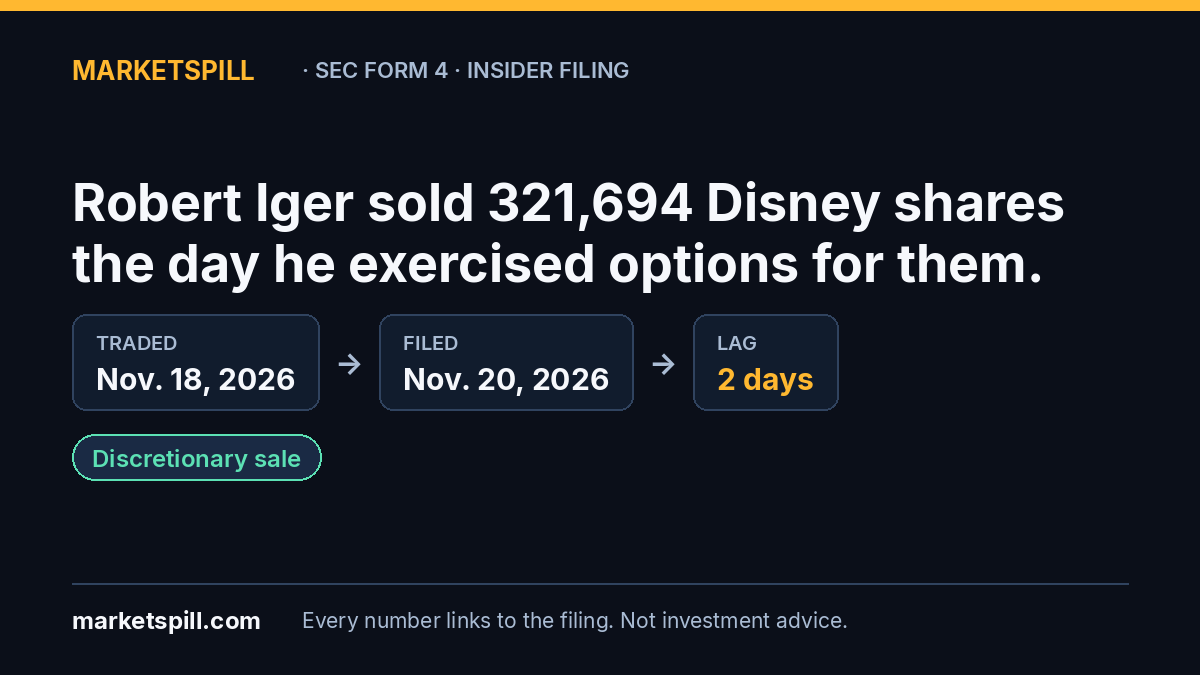 MARKETSPILL · SEC FORM 4 · INSIDER FILING
Robert Iger sold 321,694 Disney shares
the day he exercised options for them.
TRADED
Nov. 18, 2026
→
FILED
Nov. 20, 2026
→
LAG
2 days
Discretionary sale
marketspill.com Every number links to the filing. Not investment advice.